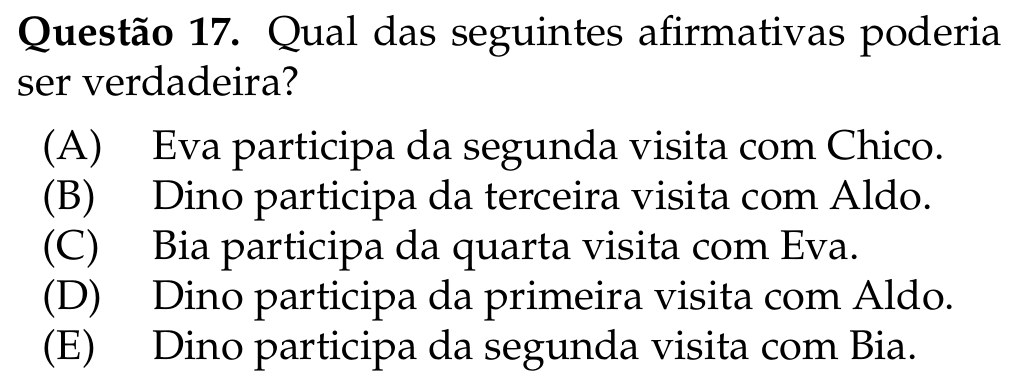 Questão 17. Qual das seguintes afirmativas poderia
ser verdadeira?
(A) Eva participa da segunda visita com Chico.
(B) Dino participa da terceira visita com Aldo.
(C) Bia participa da quarta visita com Eva.
(D) Dino participa da primeira visita com Aldo.
(E) Dino participa da segunda visita com Bia.